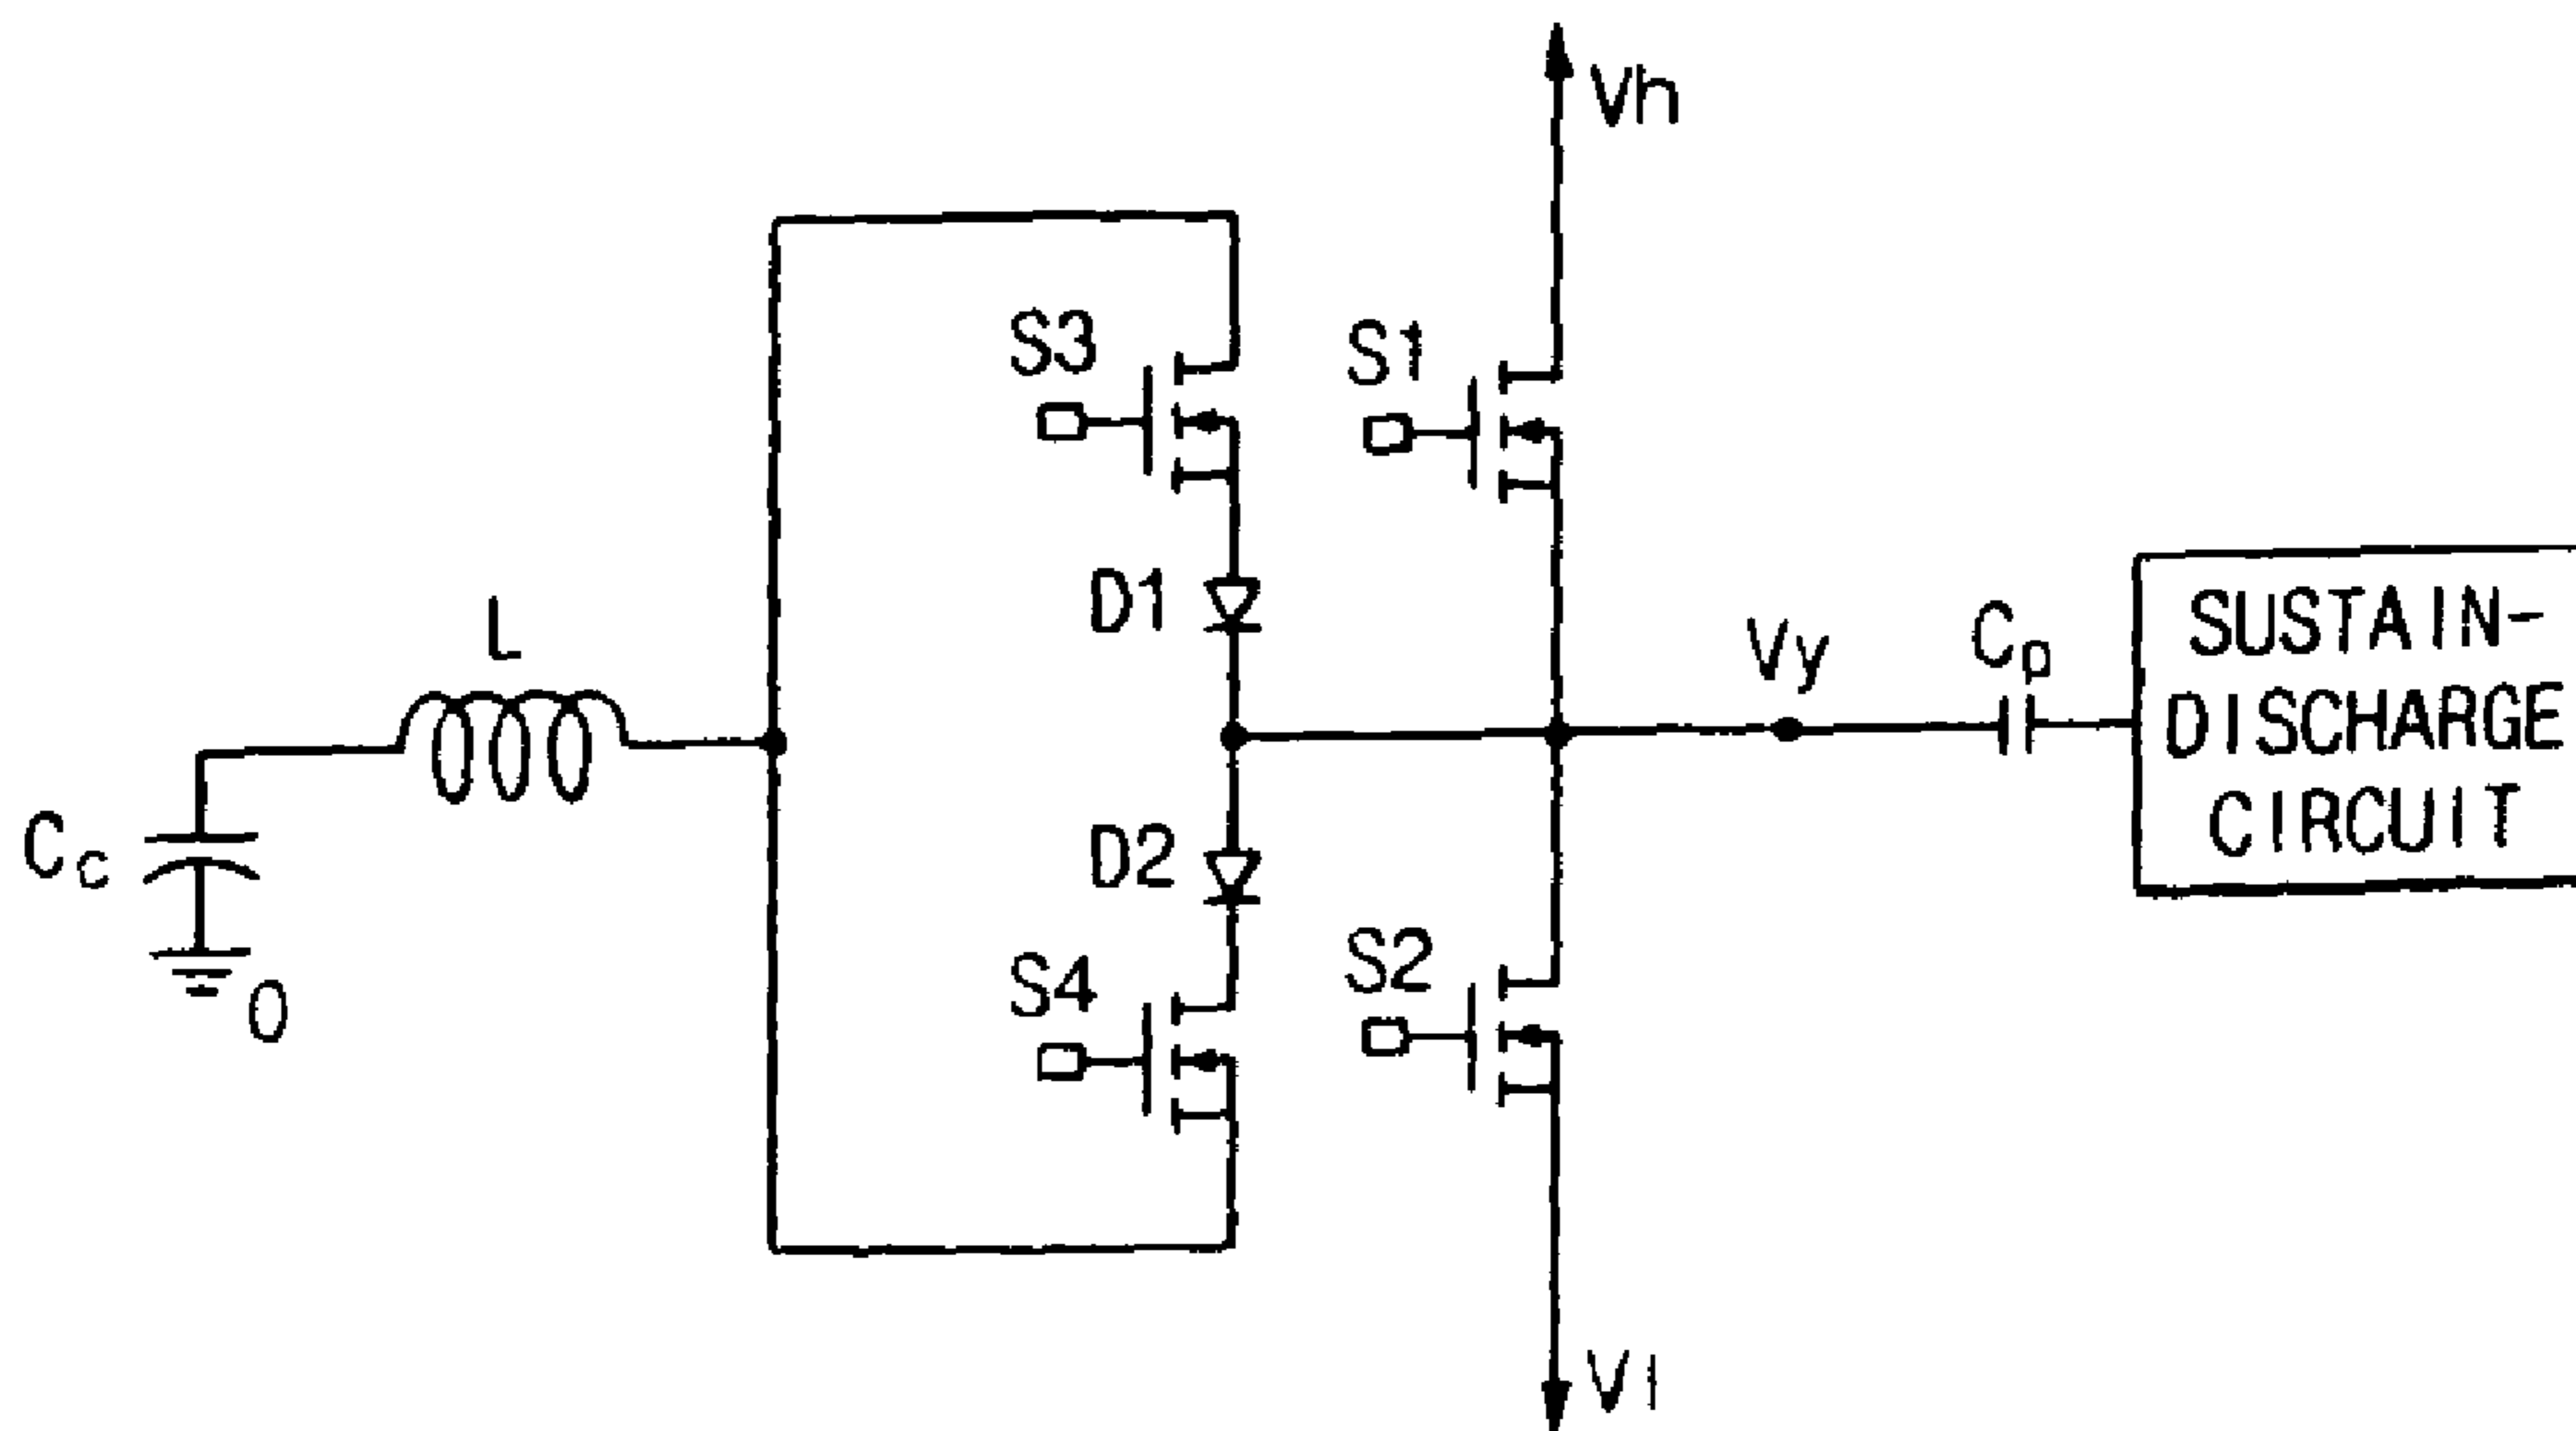 Vh
S3
S1
D1
L
Vy
Cp
SUSTAIN-
DISCHARGE
CIRCUIT
Cc
D2
S4
S2
0
Vl